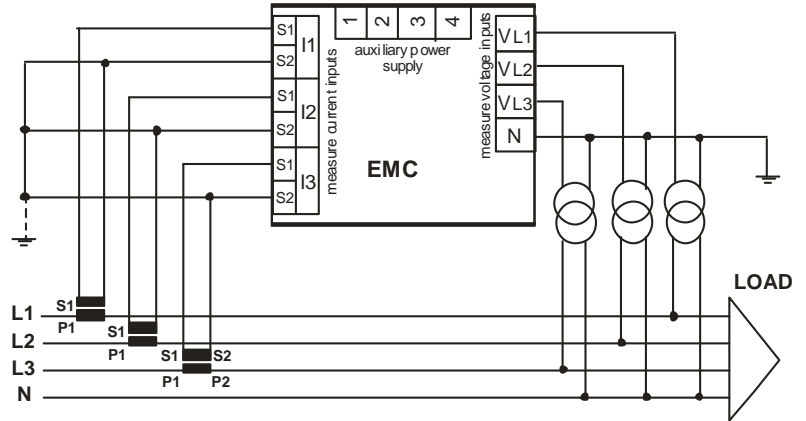 1 2 3 4
auxiliary power
supply
S1
I1
S2
S1
I2
S2
S1
I3
S2
measure current inputs
EMC
measure voltage inputs
VL1
VL2
VL3
N
LOAD
L1
S1
P1
L2
S1
P1
L3
S1 S2
P1 P2
N